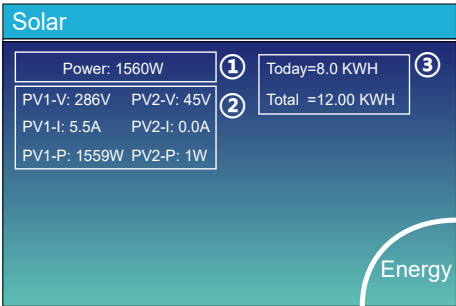 Solar
Power: 1560W
①
PV1-V: 286V PV2-V: 45V
②
PV1-I: 5.5A PV2-I: 0.0A
PV1-P: 1559W PV2-P: 1W
Today=8.0 KWH
③
Total =12.00 KWH
Energy